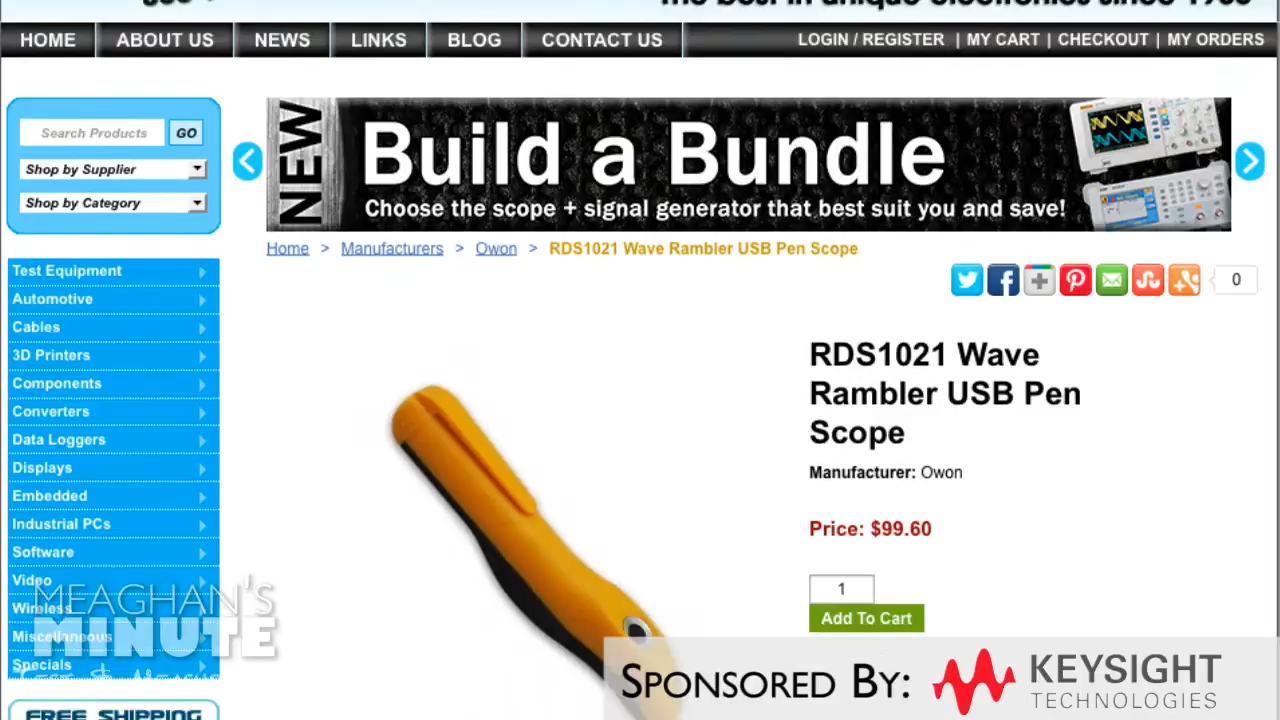 HOME ABOUT US NEWS LINKS BLOG CONTACT US LOGIN / REGISTER | MY CART | CHECKOUT | MY ORDERS
Search Products GO
Shop by Supplier
Shop by Category
NEW
Build a Bundle
Choose the scope + signal generator that best suit you and save!
Home > Manufacturers > Owon > RDS1021 Wave Rambler USB Pen Scope
0
Test Equipment
Automotive
Cables
3D Printers
Components
Converters
Data Loggers
Displays
Embedded
Industrial PCs
Software
Video
Wireless
Miscellaneous
Specials
FREE SHIPPING
RDS1021 Wave
Rambler USB Pen
Scope
Manufacturer: Owon
Price: $99.60
1
Add To Cart
MEAGHAN'S
MINUTE
SPONSORED BY: KEYSIGHT
TECHNOLOGIES